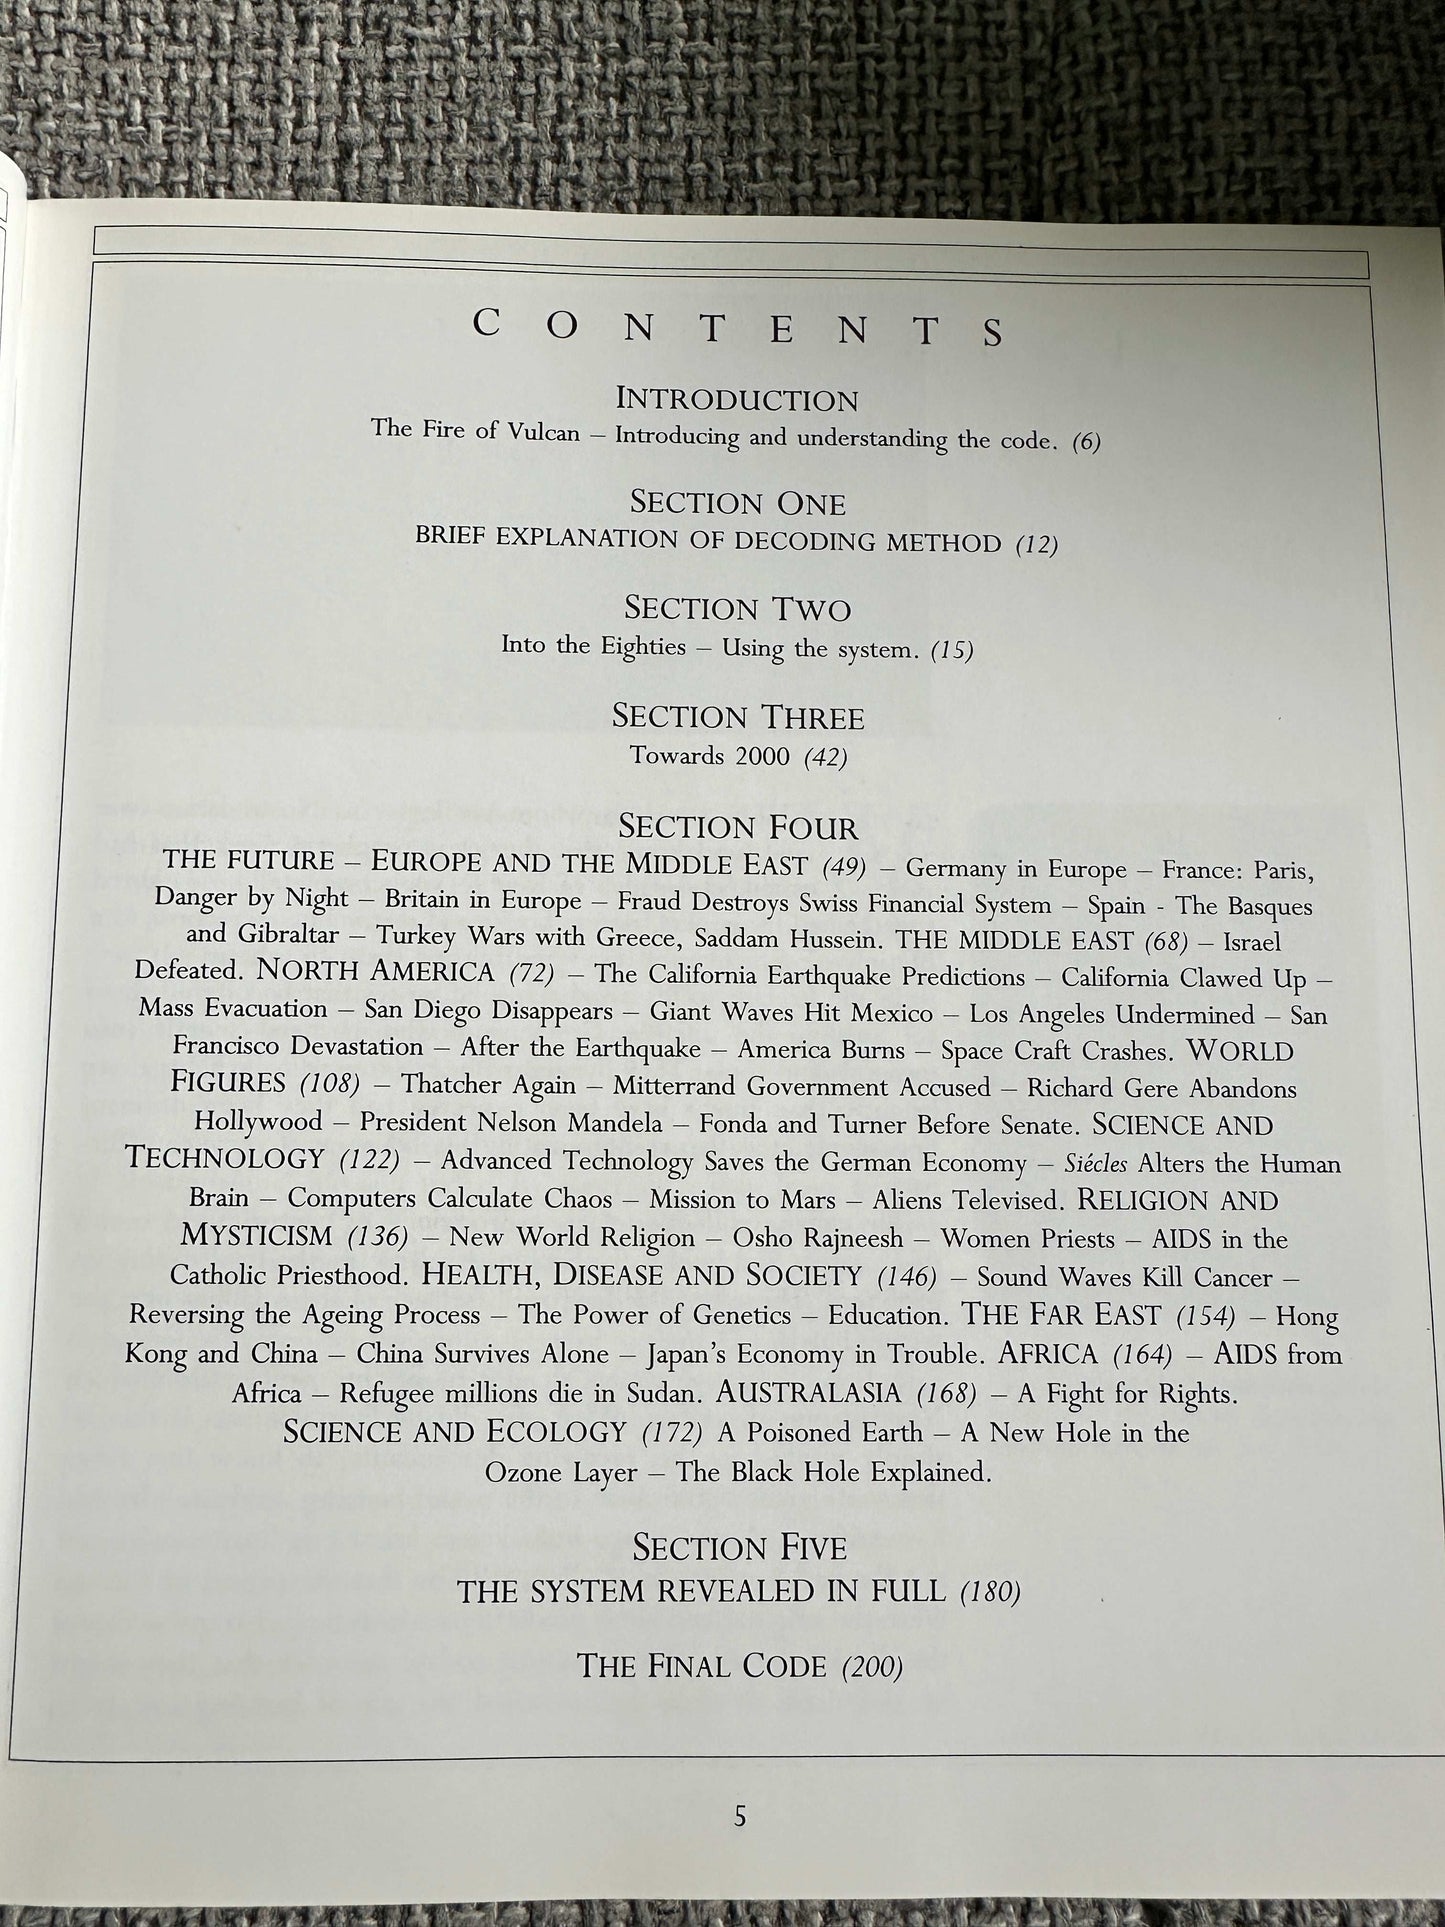 CONTENTS
INTRODUCTION
The Fire of Vulcan – Introducing and understanding the code. (6)
SECTION ONE
BRIEF EXPLANATION OF DECODING METHOD (12)
SECTION TWO
Into the Eighties – Using the system. (15)
SECTION THREE
Towards 2000 (42)
SECTION FOUR
THE FUTURE – EUROPE AND THE MIDDLE EAST (49) – Germany in Europe – France: Paris,
Danger by Night – Britain in Europe – Fraud Destroys Swiss Financial System – Spain - The Basques
and Gibraltar – Turkey Wars with Greece, Saddam Hussein. THE MIDDLE EAST (68) – Israel
Defeated. NORTH AMERICA (72) – The California Earthquake Predictions – California Clawed Up –
Mass Evacuation – San Diego Disappears – Giant Waves Hit Mexico – Los Angeles Undermined – San
Francisco Devastation – After the Earthquake – America Burns – Space Craft Crashes. WORLD
FIGURES (108) – Thatcher Again – Mitterrand Government Accused – Richard Gere Abandons
Hollywood – President Nelson Mandela – Fonda and Turner Before Senate. SCIENCE AND
TECHNOLOGY (122) – Advanced Technology Saves the German Economy – Siécles Alters the Human
Brain – Computers Calculate Chaos – Mission to Mars – Aliens Televised. RELIGION AND
MYSTICISM (136) – New World Religion – Osho Rajneesh – Women Priests – AIDS in the
Catholic Priesthood. HEALTH, DISEASE AND SOCIETY (146) – Sound Waves Kill Cancer –
Reversing the Ageing Process – The Power of Genetics – Education. THE FAR EAST (154) – Hong
Kong and China – China Survives Alone – Japan's Economy in Trouble. AFRICA (164) – AIDS from
Africa – Refugee millions die in Sudan. AUSTRALASIA (168) – A Fight for Rights.
SCIENCE AND ECOLOGY (172) A Poisoned Earth – A New Hole in the
Ozone Layer – The Black Hole Explained.
SECTION FIVE
THE SYSTEM REVEALED IN FULL (180)
THE FINAL CODE (200)
5